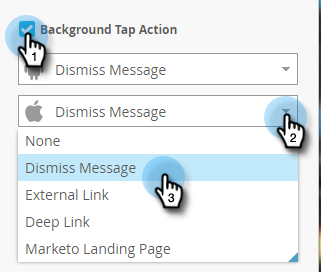 Background Tap Action
1
Dismiss Message
Dismiss Message
2
None
Dismiss Message
3
External Link
Deep Link
Marketo Landing Page